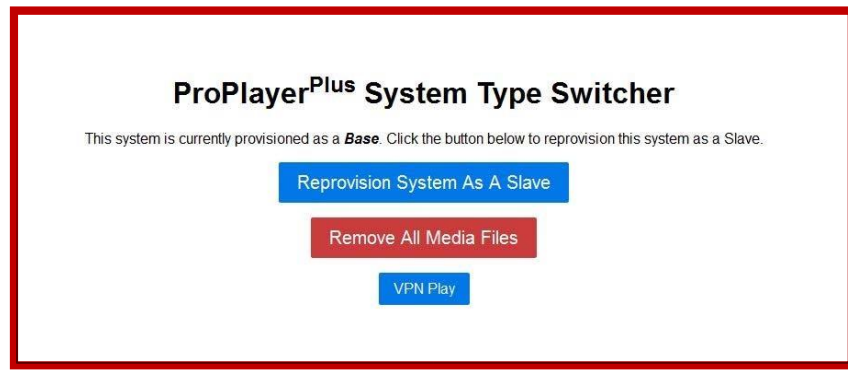 ProPlayerPlus System Type Switcher
This system is currently provisioned as a Base. Click the button below to reprovision this system as a Slave.
Reprovision System As A Slave
Remove All Media Files
VPN Play